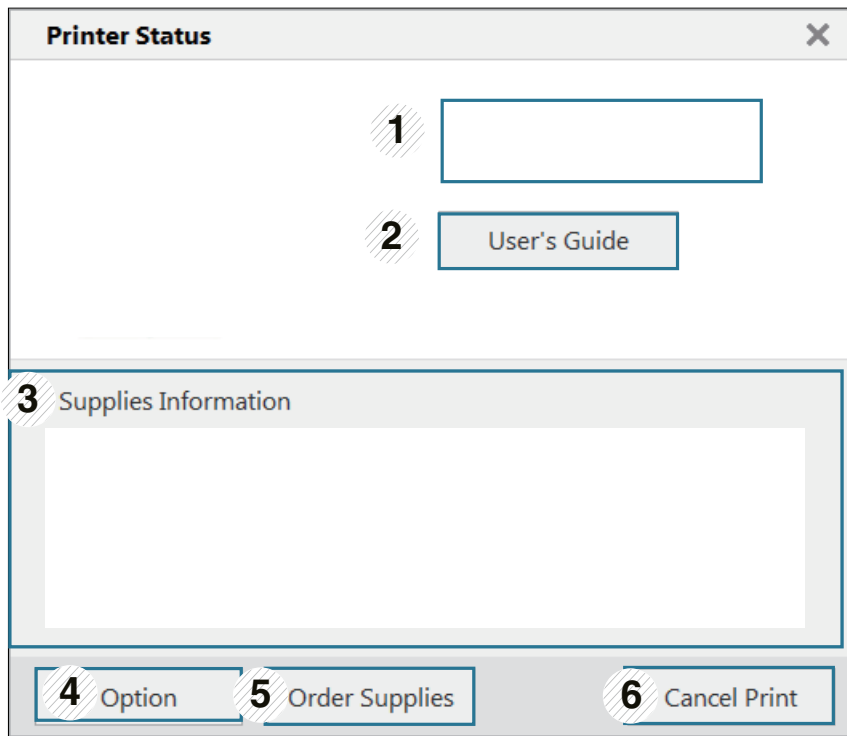 Printer Status
1
2 User's Guide
3 Supplies Information
4 Option 5 Order Supplies 6 Cancel Print